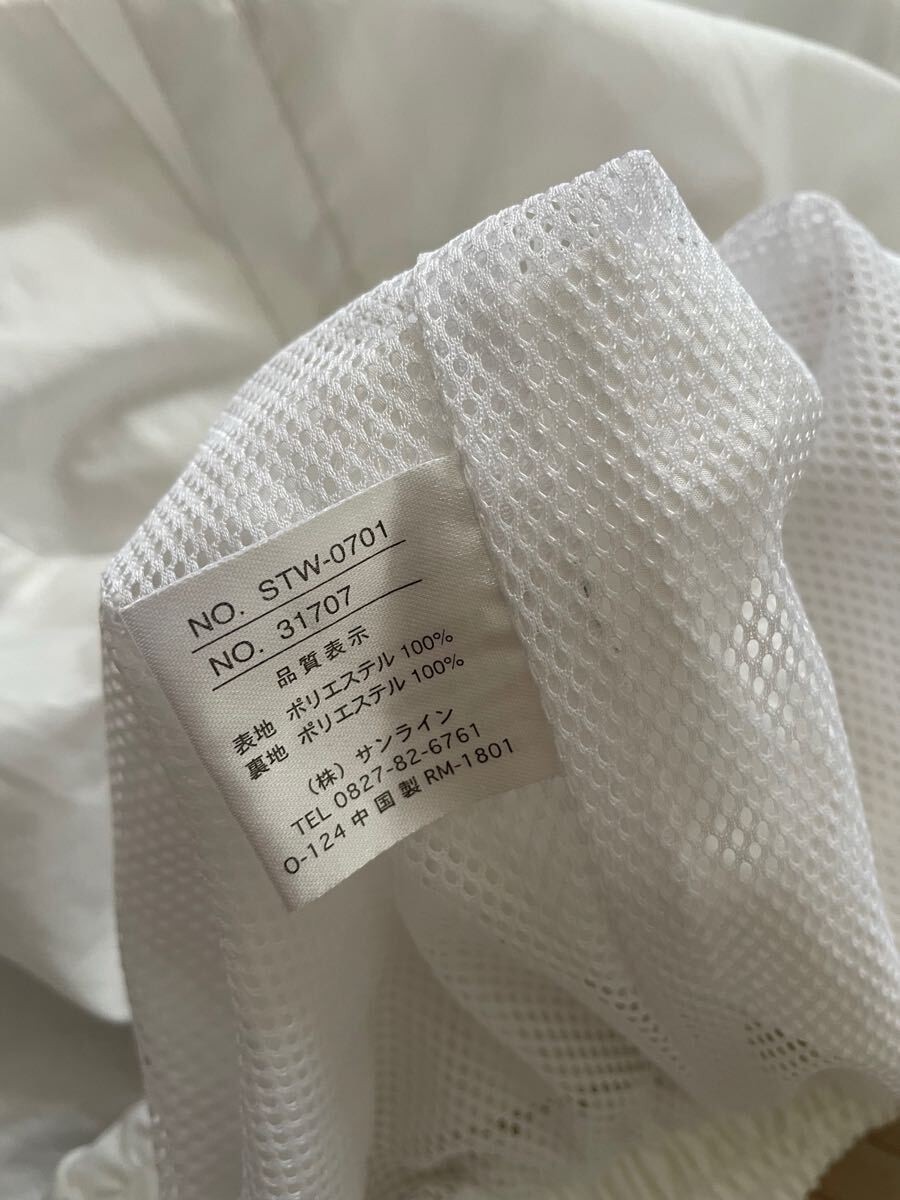 NO. STW-0701
NO. 31707
品質表示
表地 ポリエステル 100%
裏地 ポリエステル 100%
（株）サンライン
TEL 0827-82-6761
O-124 中国製 RM-1801